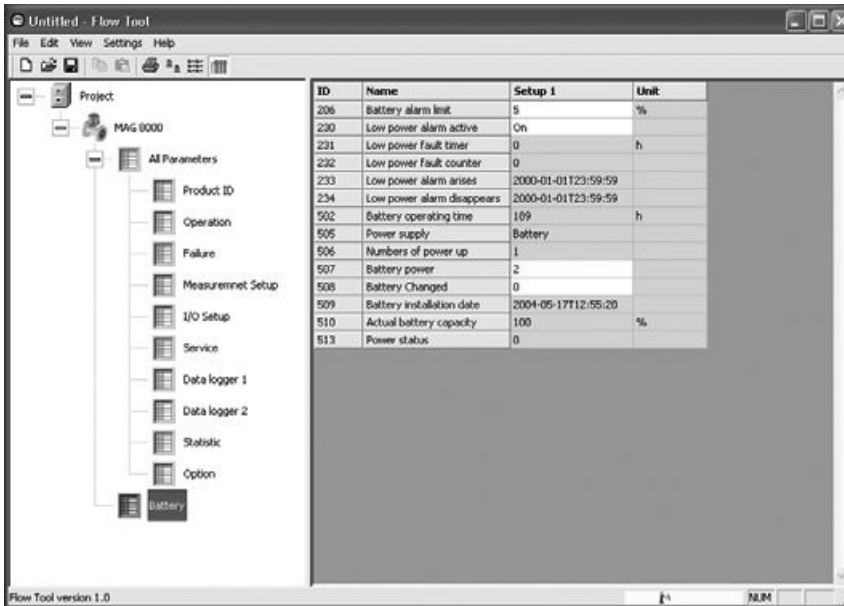 Untitled - Flow Tool
File Edit View Settings Help
Project
MAG 8000
All Parameters
Product ID
Operation
Failure
Measuremnet Setup
I/O Setup
Service
Data logger 1
Data logger 2
Statistic
Option
Battery
ID Name Setup 1 Unit
206 Battery alarm limit 5 %
230 Low power alarm active On
231 Low power fault timer 0 h
232 Low power fault counter 0
233 Low power alarm arises 2000-01-01T23:59:59
234 Low power alarm disappears 2000-01-01T23:59:59
502 Battery operating time 189 h
505 Power supply Battery
506 Numbers of power up 1
507 Battery power 2
508 Battery Changed 0
509 Battery installation date 2004-05-17T12:55:20
510 Actual battery capacity 100 %
513 Power status 0
Flow Tool version 1.0 NUM